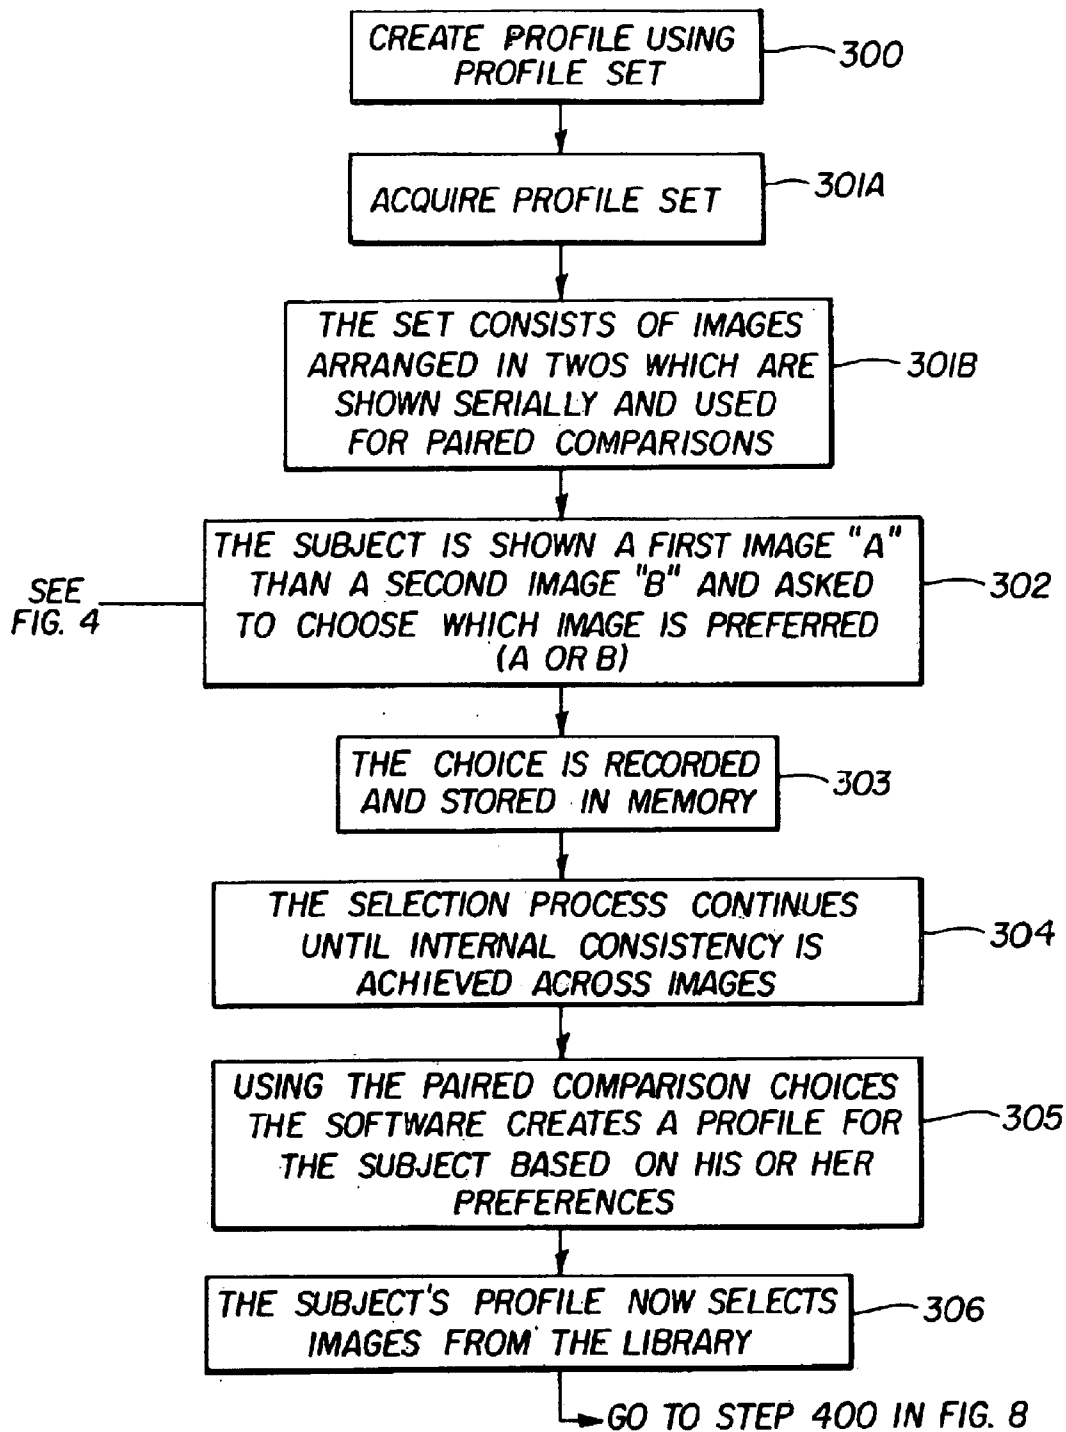 CREATE PROFILE USING
PROFILE SET
300
ACQUIRE PROFILE SET
301A
THE SET CONSISTS OF IMAGES
ARRANGED IN TWOS WHICH ARE
SHOWN SERIALLY AND USED
FOR PAIRED COMPARISONS
301B
THE SUBJECT IS SHOWN A FIRST IMAGE "A"
THAN A SECOND IMAGE "B" AND ASKED
TO CHOOSE WHICH IMAGE IS PREFERRED
(A OR B)
302
SEE
FIG. 4
THE CHOICE IS RECORDED
AND STORED IN MEMORY
303
THE SELECTION PROCESS CONTINUES
UNTIL INTERNAL CONSISTENCY IS
ACHIEVED ACROSS IMAGES
304
USING THE PAIRED COMPARISON CHOICES
THE SOFTWARE CREATES A PROFILE FOR
THE SUBJECT BASED ON HIS OR HER
PREFERENCES
305
THE SUBJECT'S PROFILE NOW SELECTS
IMAGES FROM THE LIBRARY
306
GO TO STEP 400 IN FIG. 8